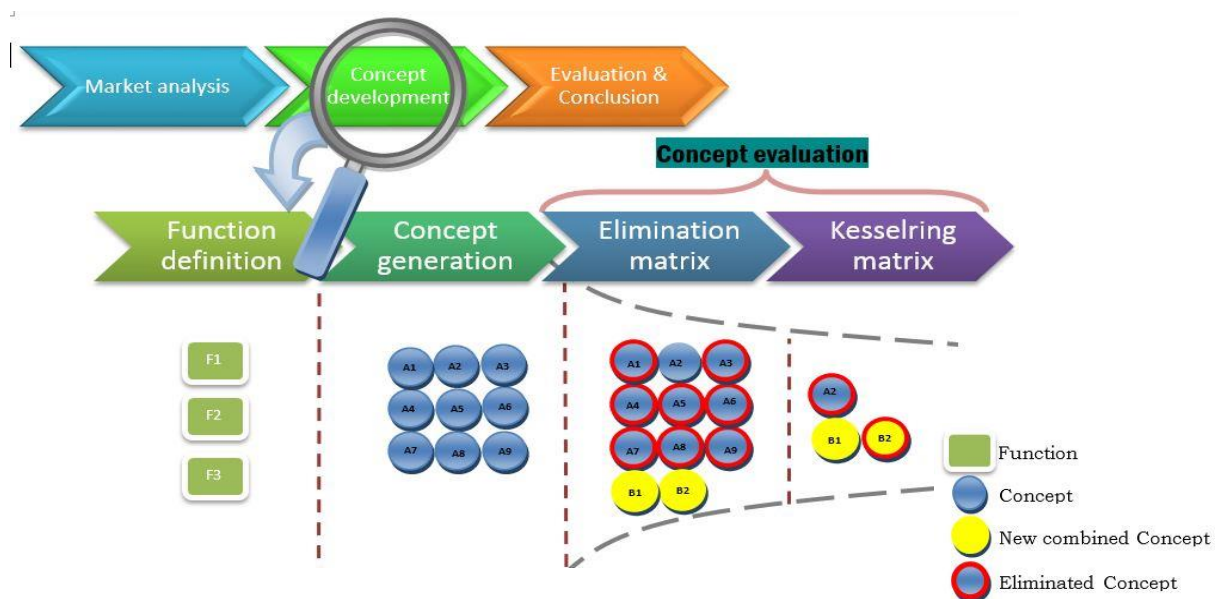 Market analysis
Concept
development
Evaluation &
Conclusion
Concept evaluation
Function
definition
Concept
generation
Elimination
matrix
Kesselring
matrix
F1
F2
F3
A1 A2 A3
A4 A5 A6
A7 A8 A9
A1 A2 A3
A4 A5 A6
A7 A8 A9
B1 B2
A2
B1 B2
Function
Concept
New combined Concept
Eliminated Concept